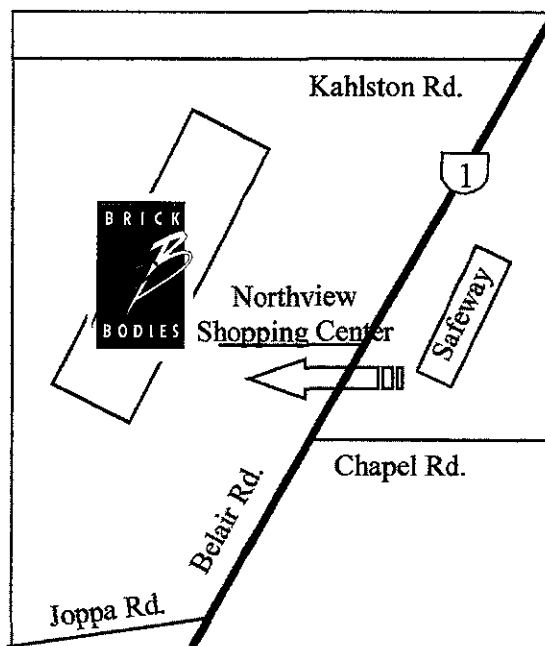 Kahlston Rd.
1
BRICK
B
BODIES
Northview
Shopping Center
Safeway
Chapel Rd.
Belair Rd.
Joppa Rd.